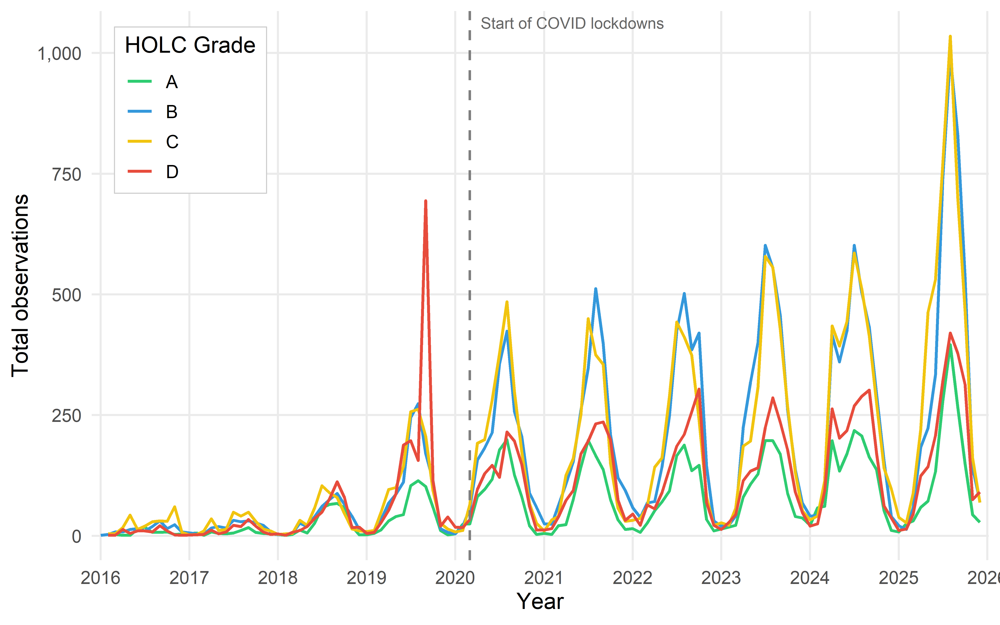 Start of COVID lockdowns
HOLC Grade
A
B
C
D
1,000
750
500
250
0
Total observations
2016 2017 2018 2019 2020 2021 2022 2023 2024 2025 202
Year